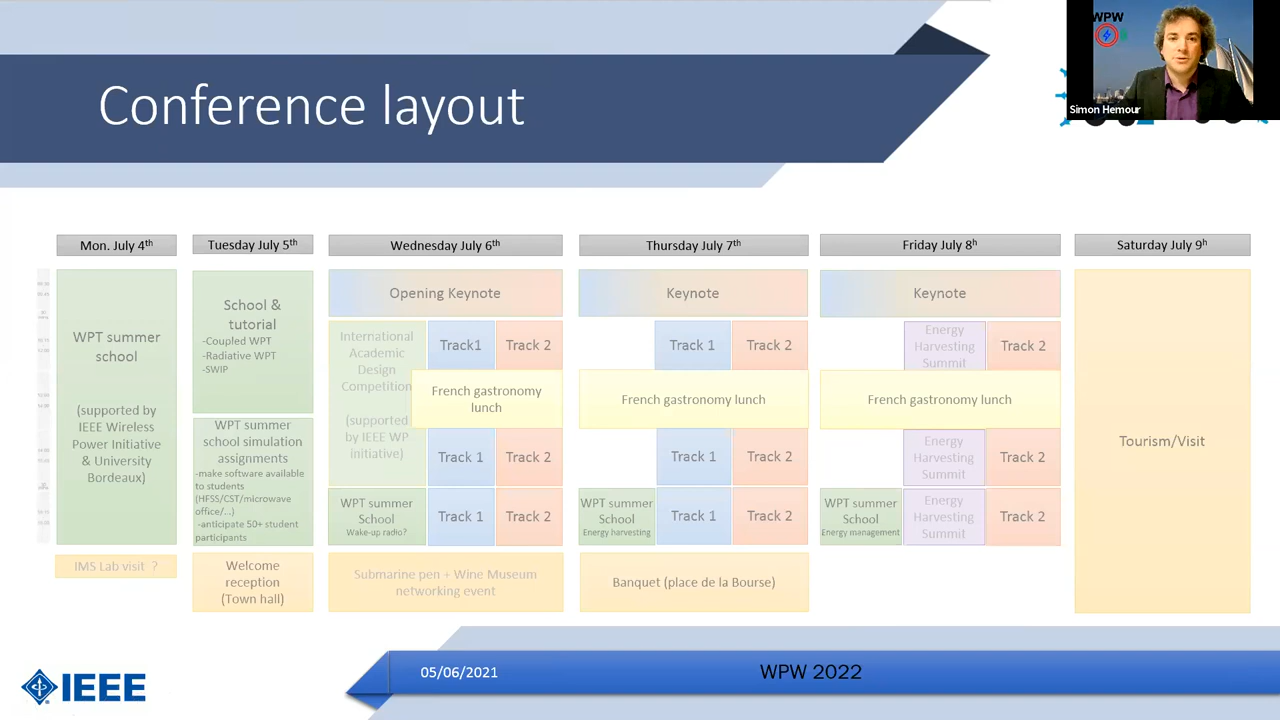 Conference layout
WPW
Simon Hemour
Mon. July 4th
Tuesday July 5th
Wednesday July 6th
Thursday July 7th
Friday July 8h
Saturday July 9h
WPT summer
school
(supported by
IEEE Wireless
Power Initiative
& University
Bordeaux)
IMS Lab visit ?
School &
tutorial
-Coupled WPT
-Radiative WPT
-SWIP
WPT summer
school simulation
assignments
-make software available
to students
(HFSS/CST/microwave
office/..)
-anticipate 50+ student
participants
Welcome
reception
(Town hall)
Opening Keynote
International
Academic
Design
Competition
(supported
by IEEE WP
initiative)
Track1
Track 2
French gastronomy
lunch
Track 1
Track 2
WPT summer
School
Wake-up radio?
Track 1
Track 2
Submarine pen + Wine Museum
networking event
Keynote
Track 1
Track 2
French gastronomy lunch
Track 1
Track 2
WPT summer
School
Energy harvesting
Track 1
Track 2
Banquet (place de la Bourse)
Keynote
Energy
Harvesting
Summit
Track 2
French gastronomy lunch
Energy
Harvesting
Summit
Track 2
WPT summer
School
Energy management
Energy
Harvesting
Summit
Track 2
Tourism/Visit
IEEE
05/06/2021
WPW 2022